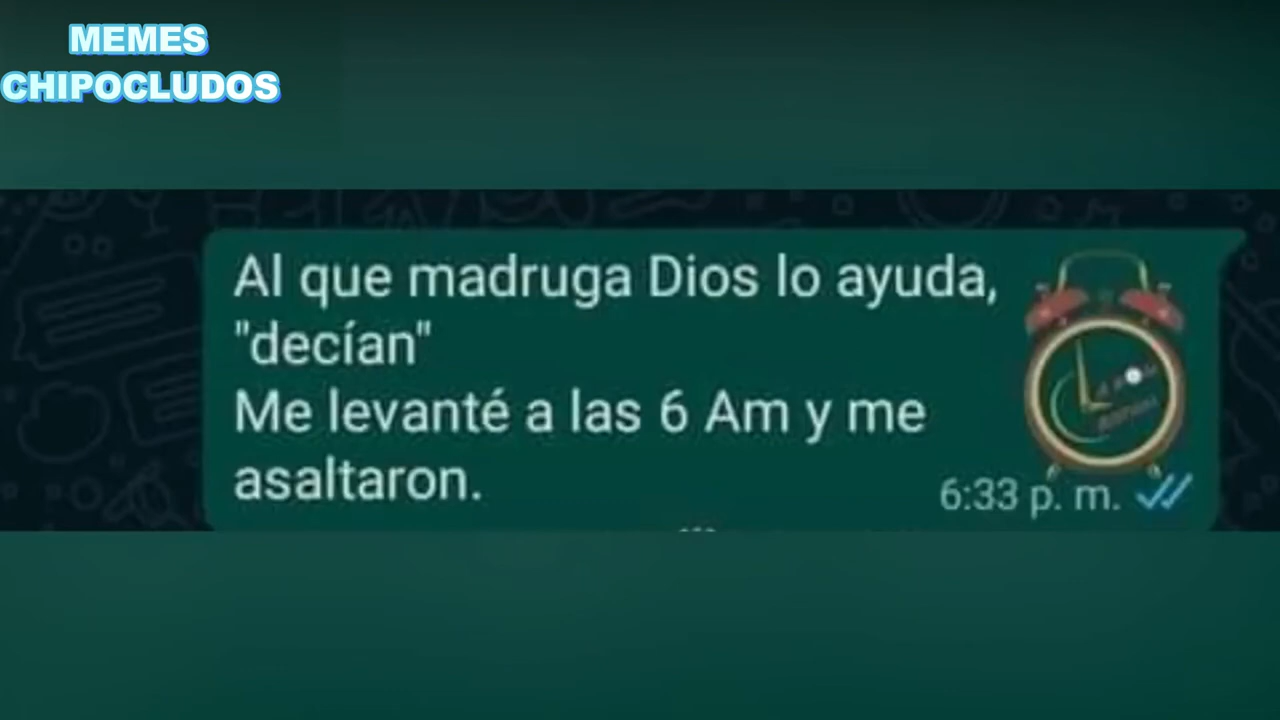 MEMES
CHIPOCLUDOS
Al que madruga Dios lo ayuda,
"decían"
Me levanté a las 6 Am y me
asaltaron.
6:33 p. m.